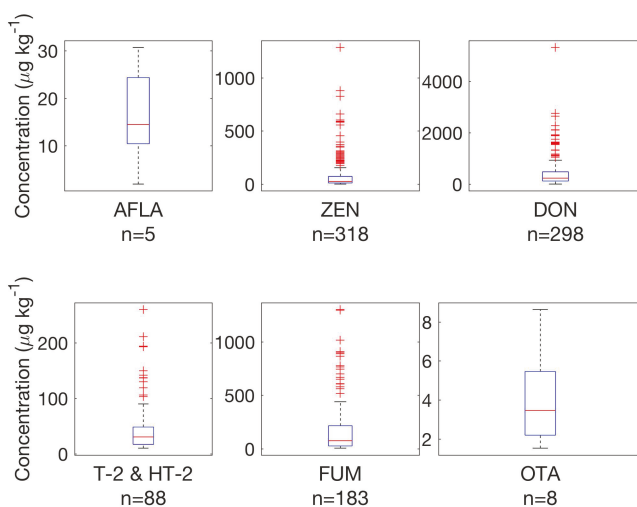 Concentration (µg kg⁻¹)
30
20
10
AFLA
n=5
1000
500
0
ZEN
n=318
4000
2000
0
DON
n=298
Concentration (µg kg⁻¹)
200
100
0
T-2 & HT-2
n=88
1000
500
0
FUM
n=183
8
6
4
2
OTA
n=8